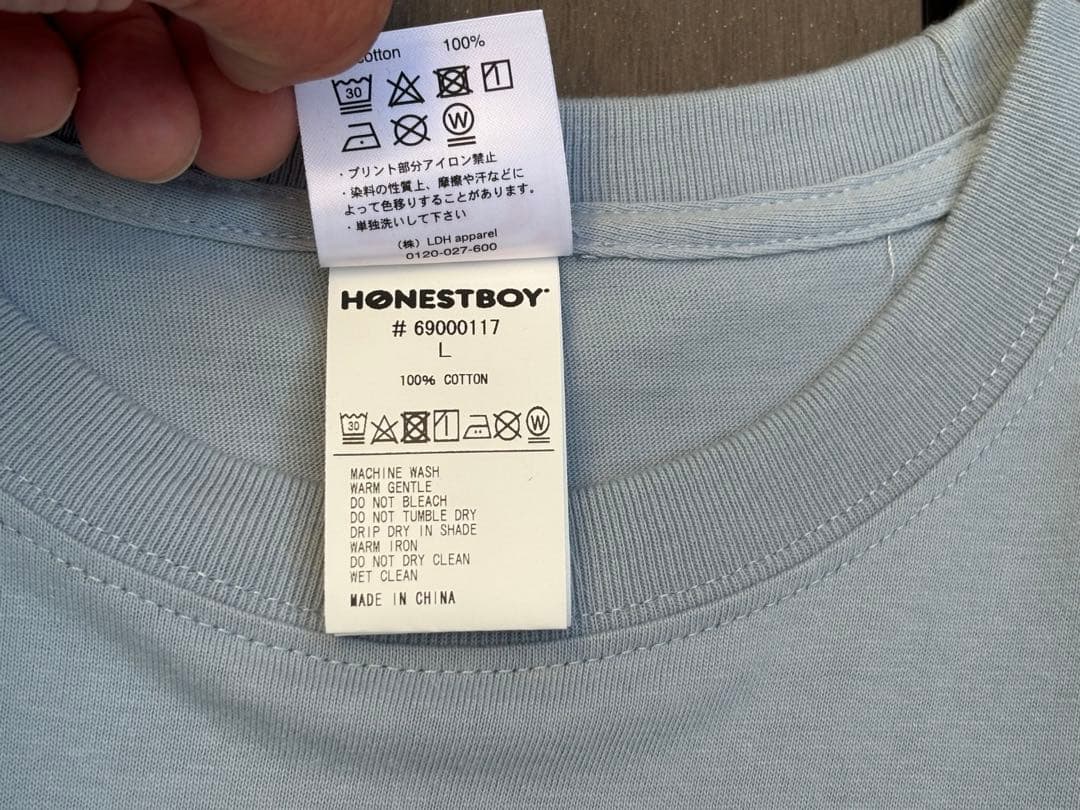 cotton 100%
30
W
・プリント部分アイロン禁止
・染料の性質上、摩擦や汗などに
よって色移りすることがあります。
・単独洗いして下さい
（株）LDH apparel
0120-027-600
HØNESTBOY
# 69000117
L
100% COTTON
30 W
MACHINE WASH
WARM GENTLE
DO NOT BLEACH
DO NOT TUMBLE DRY
DRIP DRY IN SHADE
WARM IRON
DO NOT DRY CLEAN
WET CLEAN
MADE IN CHINA